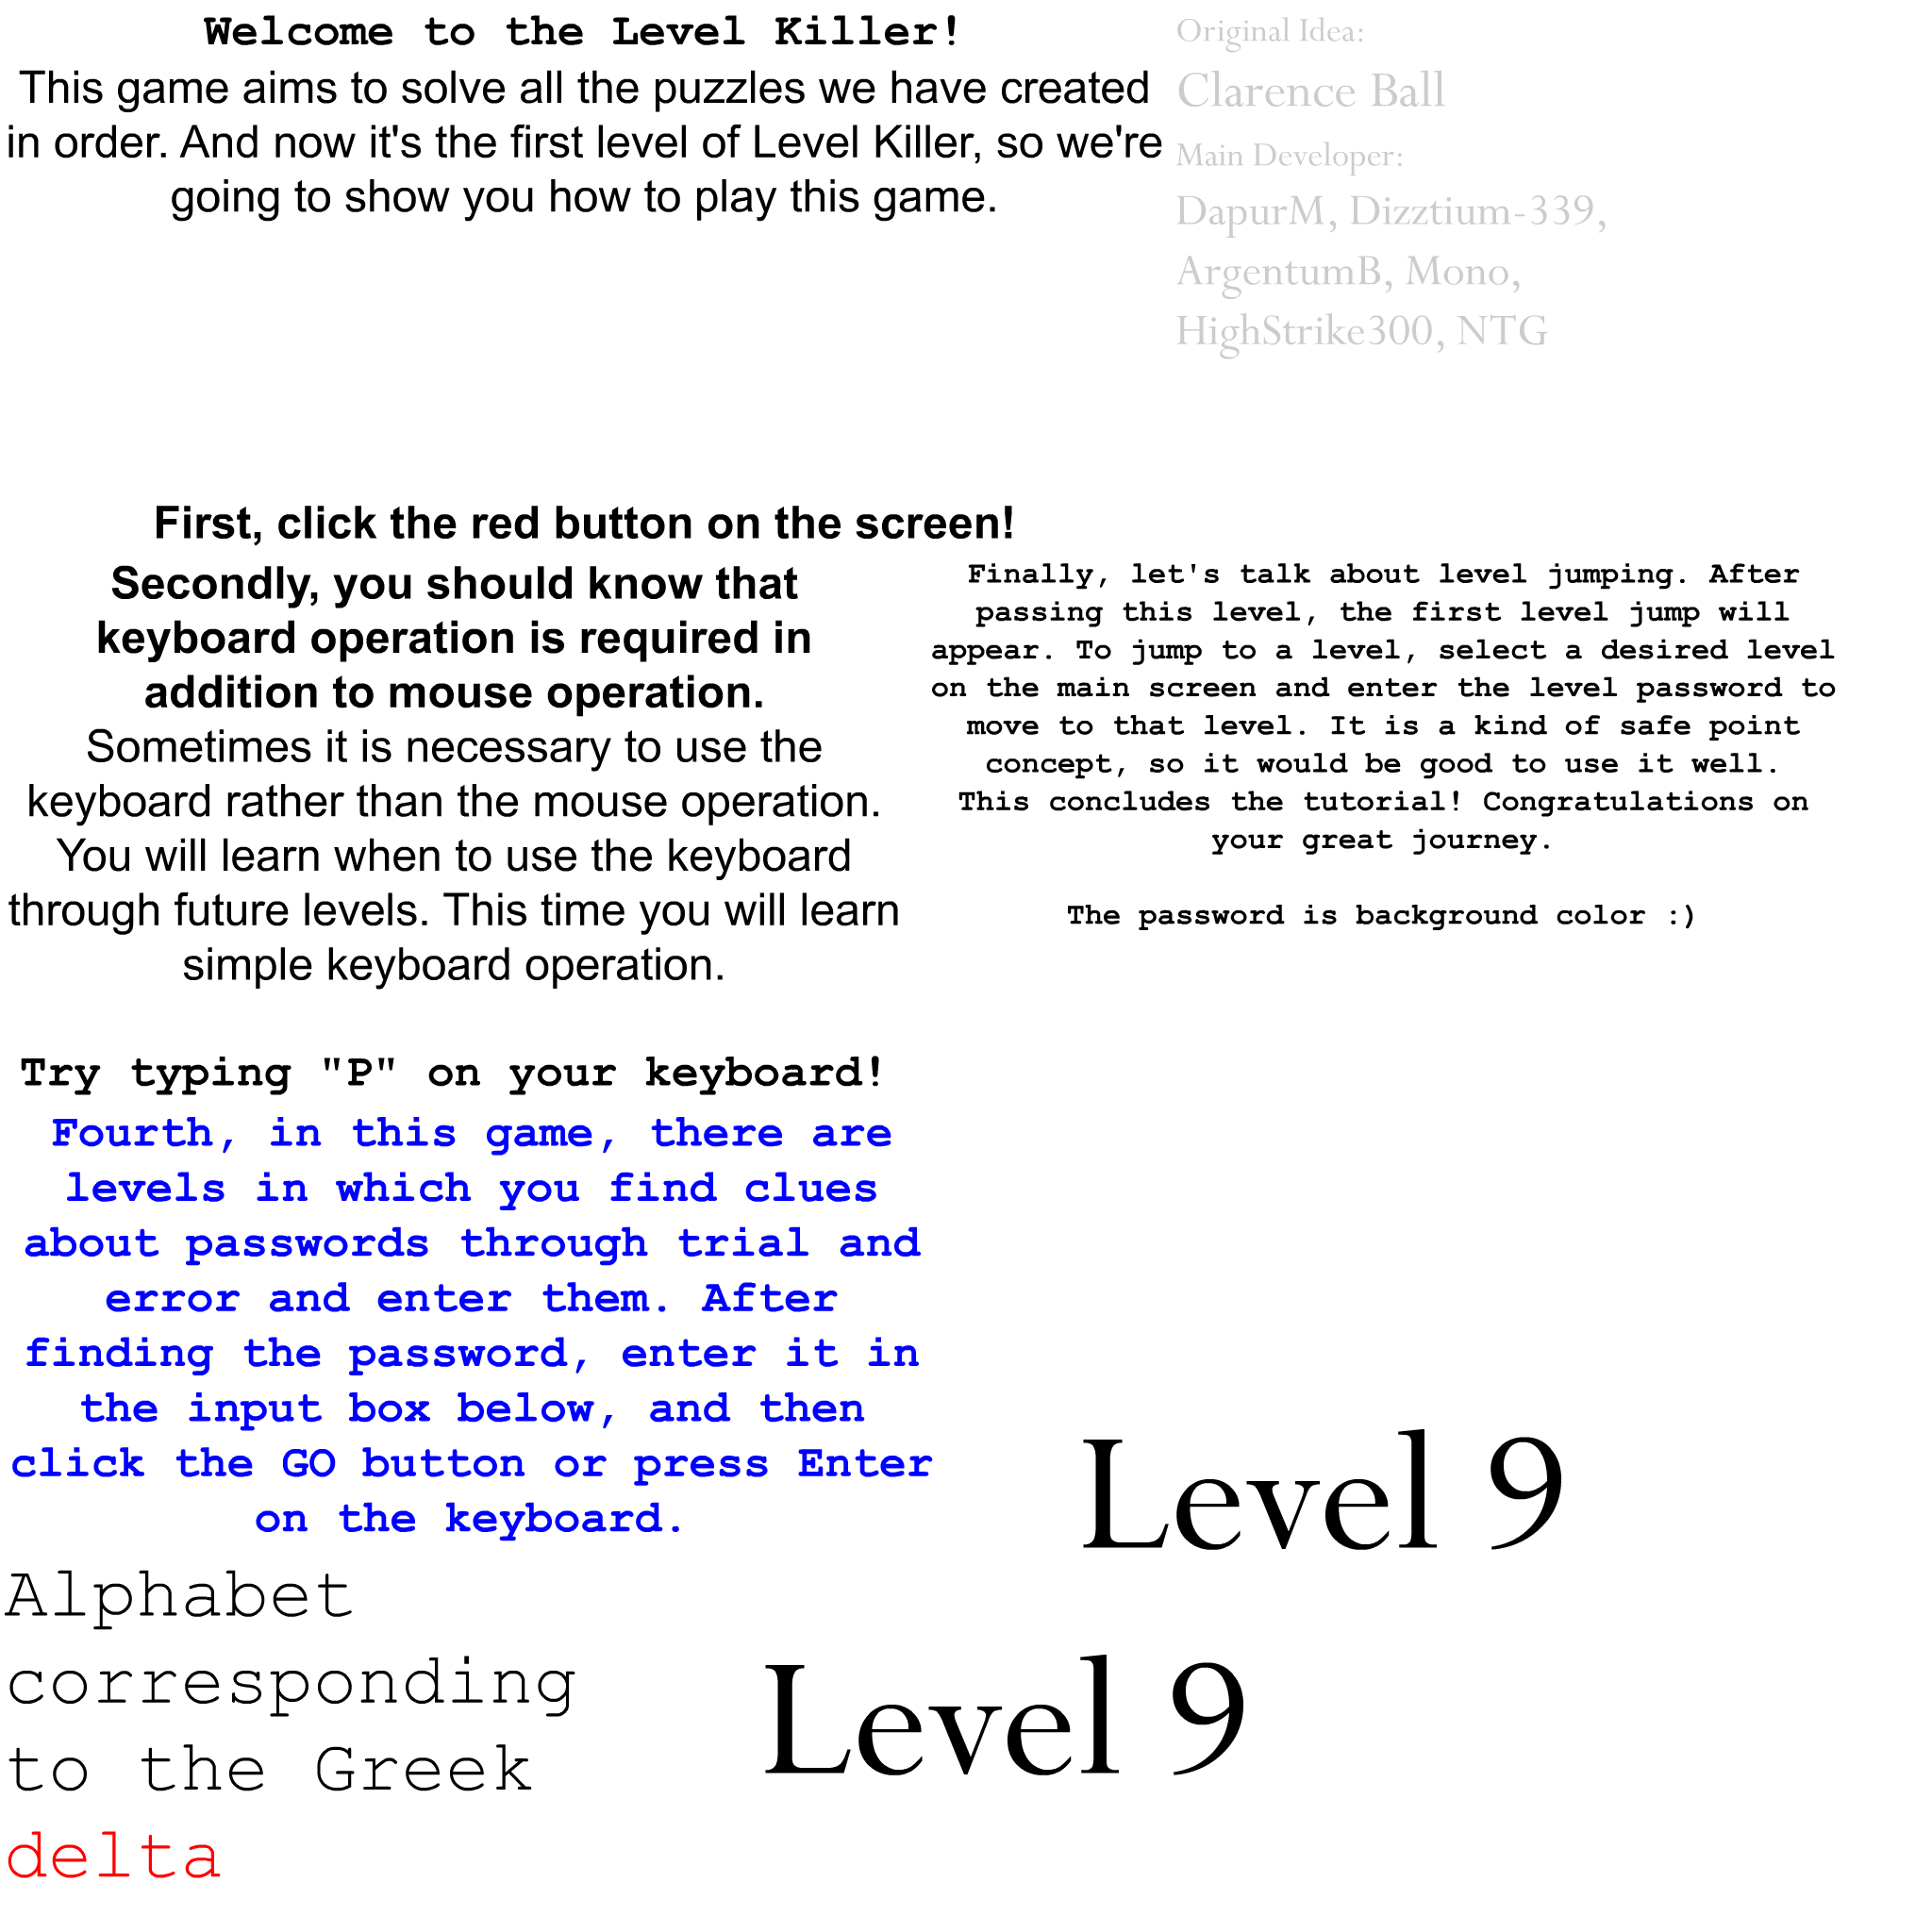 Welcome to the Level Killer!
This game aims to solve all the puzzles we have created
in order. And now it's the first level of Level Killer, so we're
going to show you how to play this game.
Original Idea:
Clarence Ball
Main Developer:
DapurM, Dizztium-339,
ArgentumB, Mono,
HighStrike300, NTG
First, click the red button on the screen!
Secondly, you should know that
keyboard operation is required in
addition to mouse operation.
Sometimes it is necessary to use the
keyboard rather than the mouse operation.
You will learn when to use the keyboard
through future levels. This time you will learn
simple keyboard operation.
Try typing "P" on your keyboard!
Finally, let's talk about level jumping. After
passing this level, the first level jump will
appear. To jump to a level, select a desired level
on the main screen and enter the level password to
move to that level. It is a kind of safe point
concept, so it would be good to use it well.
This concludes the tutorial! Congratulations on
your great journey.
The password is background color :)
Fourth, in this game, there are
levels in which you find clues
about passwords through trial and
error and enter them. After
finding the password, enter it in
the input box below, and then
click the GO button or press Enter
on the keyboard.
Level 9
Alphabet
corresponding
to the Greek
delta
Level 9